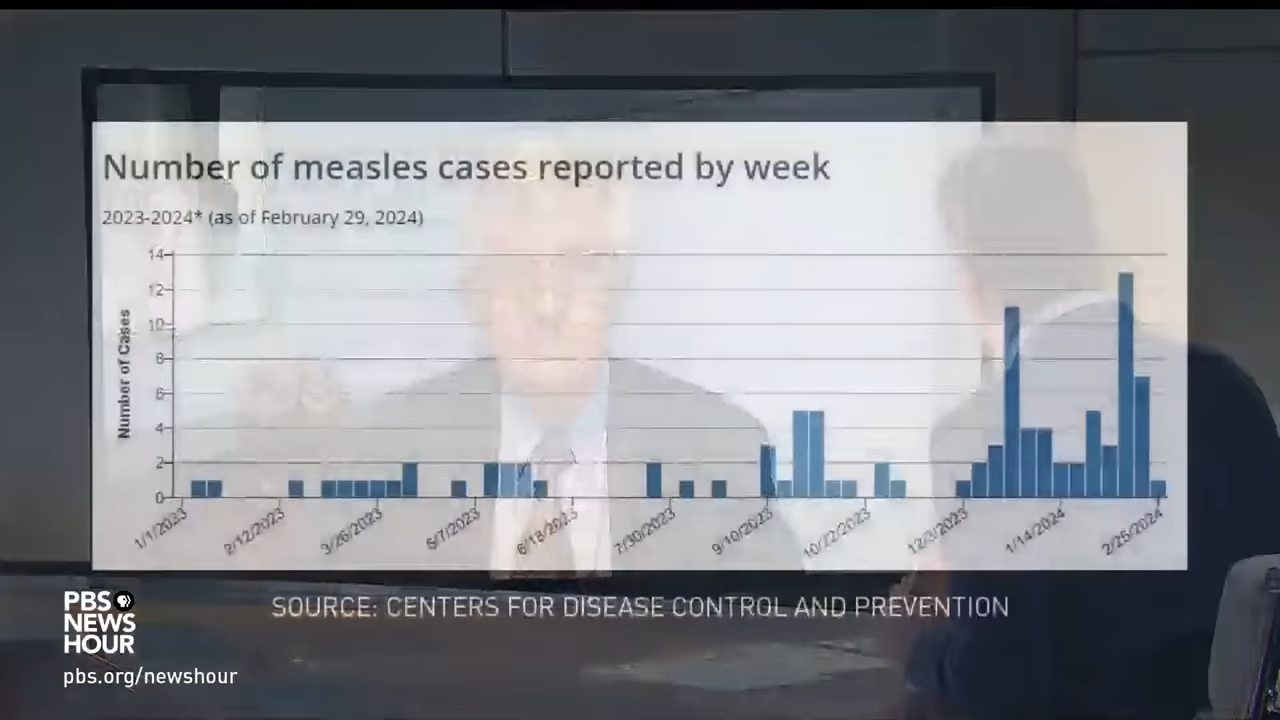 Number of measles cases reported by week
2023-2024* (as of February 29, 2024)
Number of Cases
14
12
10
8
6
4
2
0
1/1/2023
2/12/2023
3/26/2023
5/7/2023
6/18/2023
7/30/2023
9/10/2023
10/22/2023
12/3/2023
1/14/2024
2/25/2024
SOURCE: CENTERS FOR DISEASE CONTROL AND PREVENTION
PBS
NEWS
HOUR
pbs.org/newshour